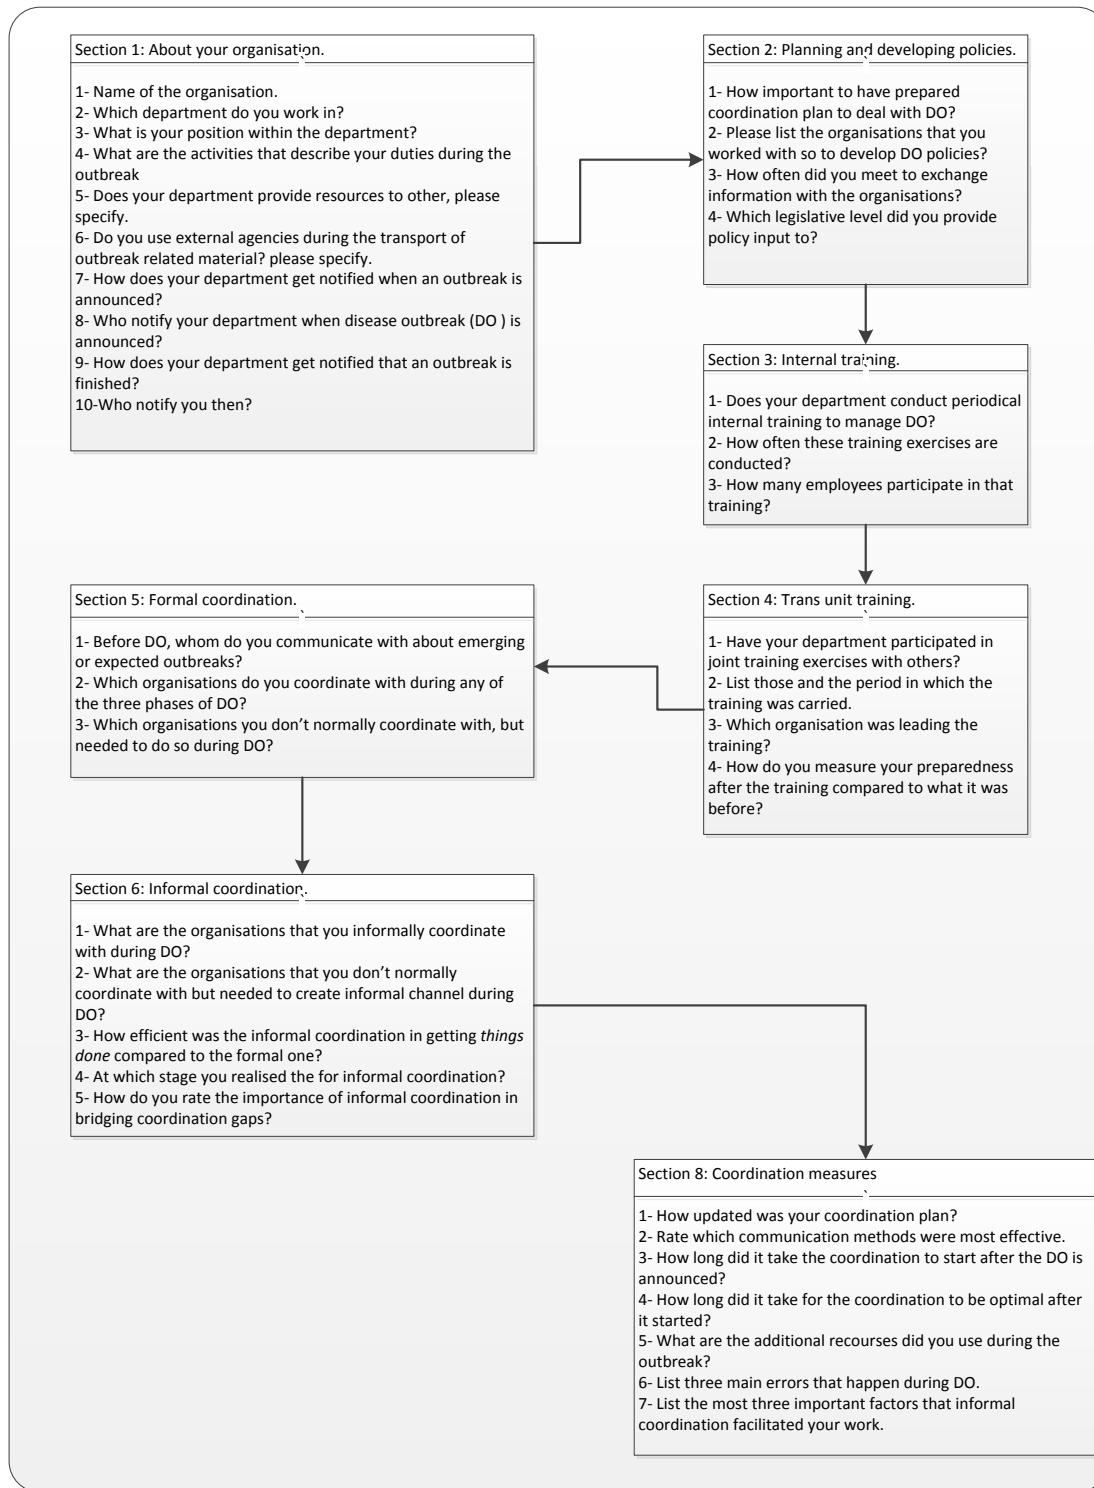 Section 1: About your organisation.
1- Name of the organisation.
2- Which department do you work in?
3- What is your position within the department?
4- What are the activities that describe your duties during the
outbreak
5- Does your department provide resources to other, please
specify.
6- Do you use external agencies during the transport of
outbreak related material? please specify.
7- How does your department get notified when an outbreak is
announced?
8- Who notify your department when disease outbreak (DO ) is
announced?
9- How does your department get notified that an outbreak is
finished?
10-Who notify you then?
Section 2: Planning and developing policies.
1- How important to have prepared
coordination plan to deal with DO?
2- Please list the organisations that you
worked with so to develop DO policies?
3- How often did you meet to exchange
information with the organisations?
4- Which legislative level did you provide
policy input to?
Section 3: Internal training.
1- Does your department conduct periodical
internal training to manage DO?
2- How often these training exercises are
conducted?
3- How many employees participate in that
training?
Section 4: Trans unit training.
1- Have your department participated in
joint training exercises with others?
2- List those and the period in which the
training was carried.
3- Which organisation was leading the
training?
4- How do you measure your preparedness
after the training compared to what it was
before?
Section 5: Formal coordination.
1- Before DO, whom do you communicate with about emerging
or expected outbreaks?
2- Which organisations do you coordinate with during any of
the three phases of DO?
3- Which organisations you don’t normally coordinate with, but
needed to do so during DO?
Section 6: Informal coordination.
1- What are the organisations that you informally coordinate
with during DO?
2- What are the organisations that you don’t normally
coordinate with but needed to create informal channel during
DO?
3- How efficient was the informal coordination in getting things
done compared to the formal one?
4- At which stage you realised the for informal coordination?
5- How do you rate the importance of informal coordination in
bridging coordination gaps?
Section 8: Coordination measures
1- How updated was your coordination plan?
2- Rate which communication methods were most effective.
3- How long did it take the coordination to start after the DO is
announced?
4- How long did it take for the coordination to be optimal after
it started?
5- What are the additional recourses did you use during the
outbreak?
6- List three main errors that happen during DO.
7- List the most three important factors that informal
coordination facilitated your work.